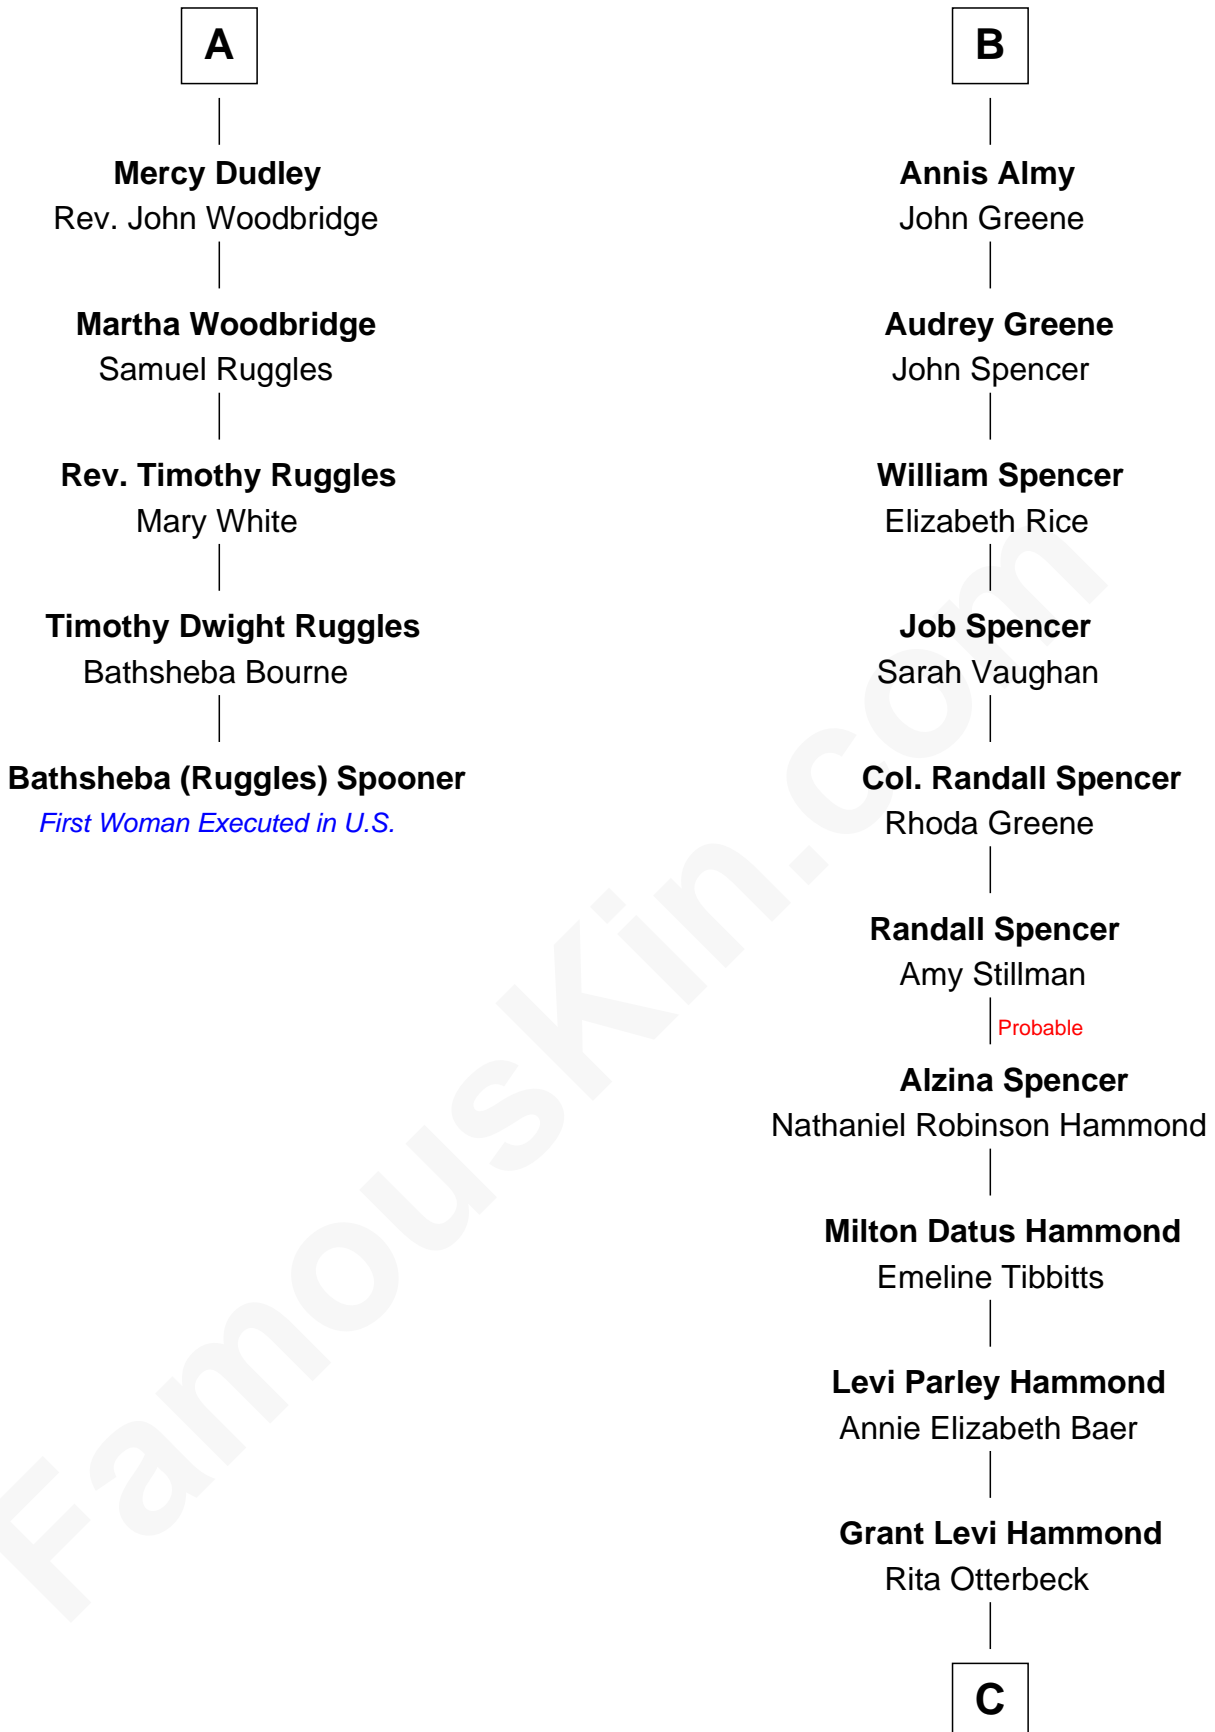 A
Mercy Dudley
Rev. John Woodbridge
Martha Woodbridge
Samuel Ruggles
Rev. Timothy Ruggles
Mary White
Timothy Dwight Ruggles
Bathsheba Bourne
Bathsheba (Ruggles) Spooner
First Woman Executed in U.S.
B
Annis Almy
John Greene
Audrey Greene
John Spencer
William Spencer
Elizabeth Rice
Job Spencer
Sarah Vaughan
Col. Randall Spencer
Rhoda Greene
Randall Spencer
Amy Stillman
Probable
Alzina Spencer
Nathaniel Robinson Hammond
Milton Datus Hammond
Emeline Tibbitts
Levi Parley Hammond
Annie Elizabeth Baer
Grant Levi Hammond
Rita Otterbeck
C
FamousKin.com